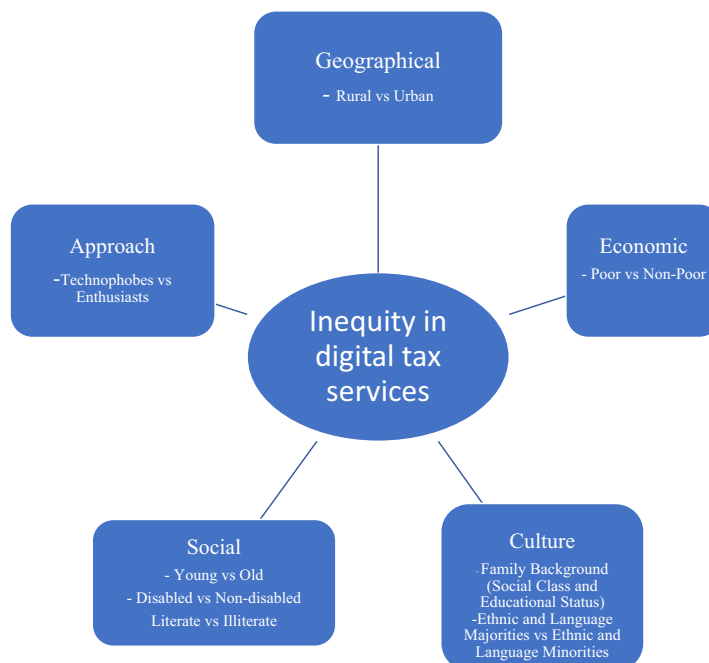 Geographical
- Rural vs Urban
Approach
-Technophobes vs
Enthusiasts
Economic
- Poor vs Non-Poor
Inequity in
digital tax
services
Social
- Young vs Old
- Disabled vs Non-disabled
Literate vs Illiterate
Culture
-Family Background
(Social Class and
Educational Status)
-Ethnic and Language
Majorities vs Ethnic and
Language Minorities